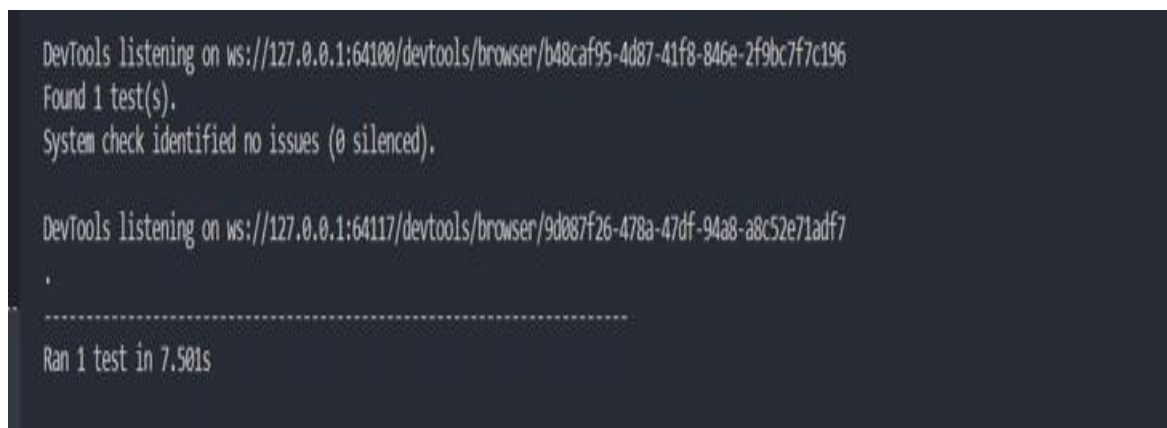 DevTools listening on ws://127.0.0.1:64100/devtools/browser/b48caf95-4d87-41f8-846e-2f9bc7f7c196
Found 1 test(s).
System check identified no issues (0 silenced).
DevTools listening on ws://127.0.0.1:64117/devtools/browser/9d087f26-478a-47df-94a8-a8c52e71adf7
.
----------------------------------------------------------------------
Ran 1 test in 7.501s